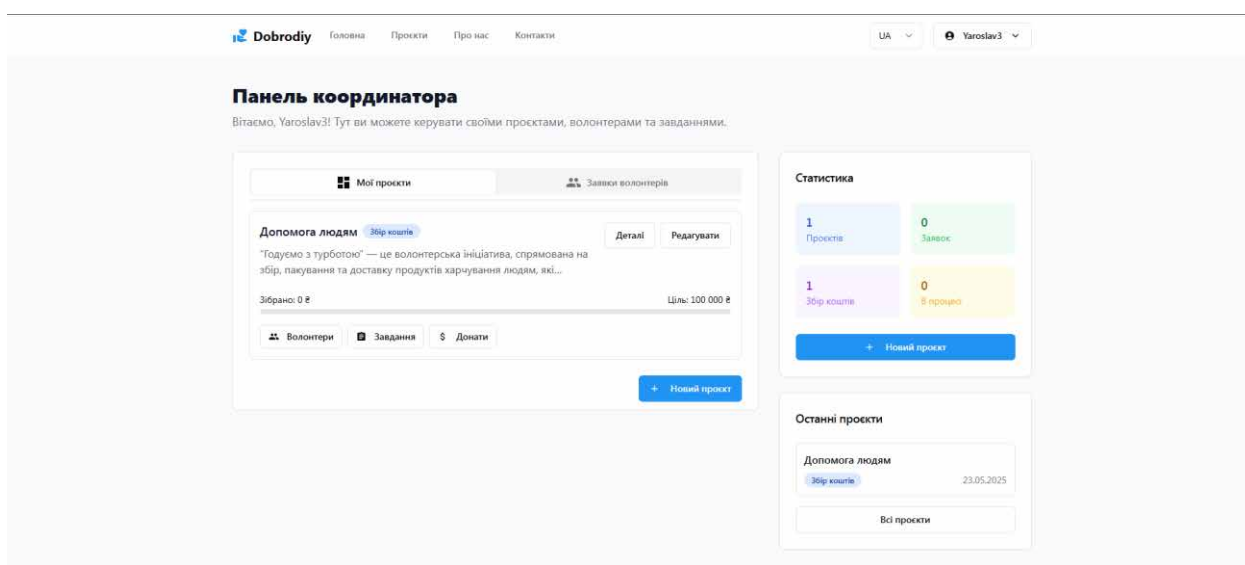 Dobrodiy
Головна
Проєкти
Про нас
Контакти
UA
Yaroslav3
Панель координатора
Вітаємо, Yaroslav3! Тут ви можете керувати своїми проєктами, волонтерами та завданнями.
Мої проєкти
Заявки волонтерів
Допомога людям
Збір коштів
Деталі
Редагувати
"Годуємо з турботою" — це волонтерська ініціатива, спрямована на
збір, пакування та доставку продуктів харчування людям, які...
Зібрано: 0 ₴
Ціль: 100 000 ₴
Волонтери
Завдання
$ Донати
+ Новий проєкт
Статистика
1
Проєктів
0
Заявок
1
Збір коштів
0
В процесі
+ Новий проєкт
Останні проєкти
Допомога людям
Збір коштів
23.05.2025
Всі проєкти